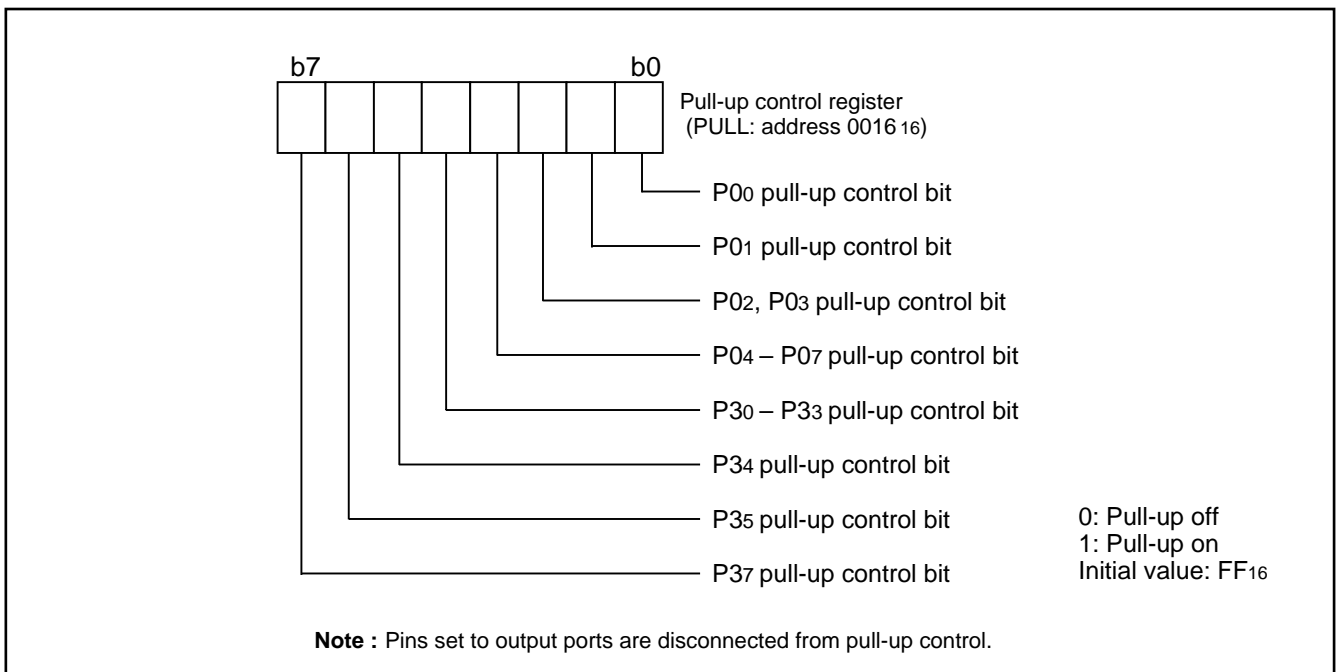 b7 b0
Pull-up control register
(PULL: address 001616)
P00 pull-up control bit
P01 pull-up control bit
P02, P03 pull-up control bit
P04 – P07 pull-up control bit
P30 – P33 pull-up control bit
P34 pull-up control bit
P35 pull-up control bit
P37 pull-up control bit
0: Pull-up off
1: Pull-up on
Initial value: FF16
Note : Pins set to output ports are disconnected from pull-up control.